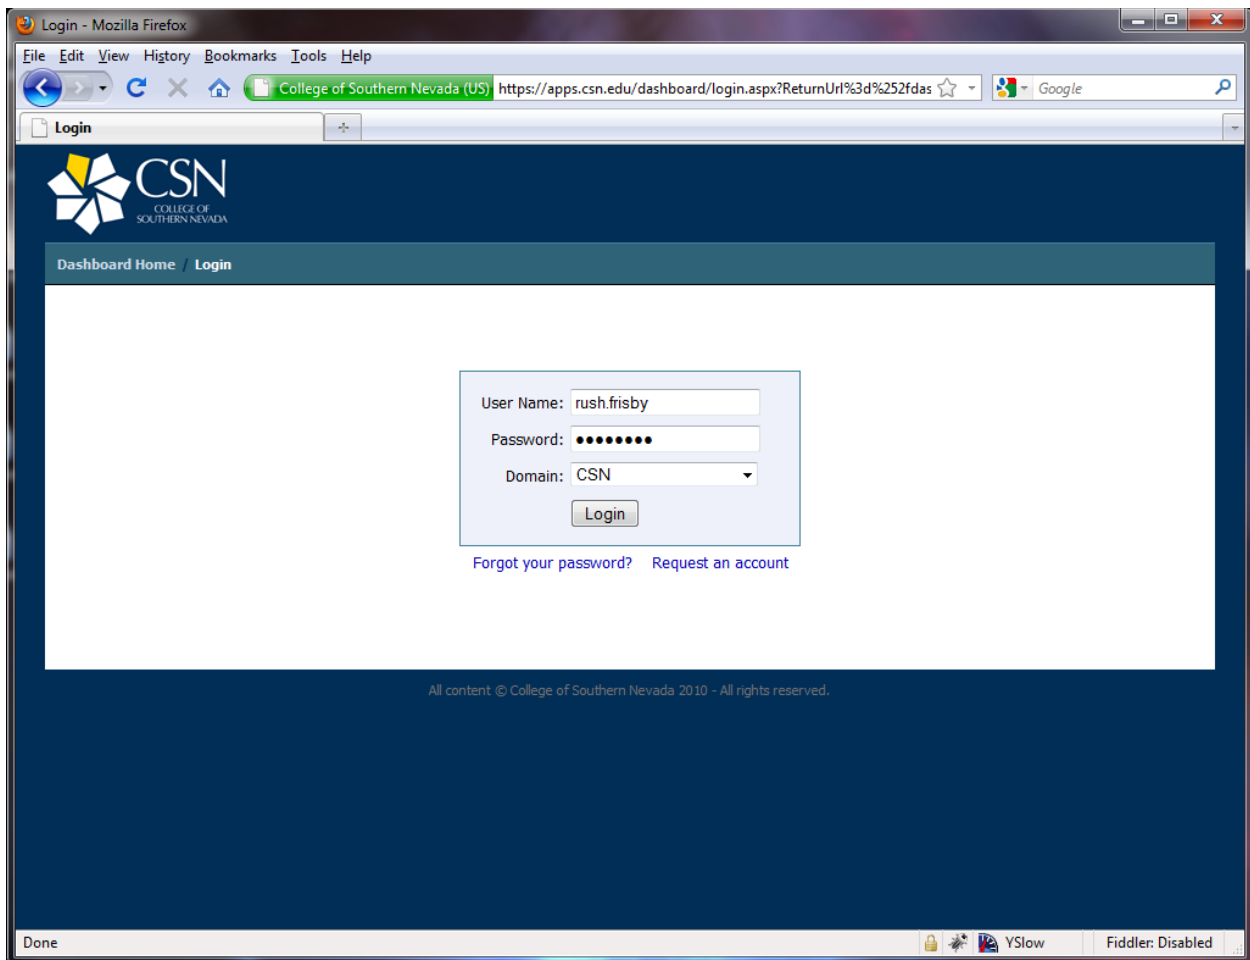 Login - Mozilla Firefox
File Edit View History Bookmarks Tools Help
College of Southern Nevada (US) https://apps.csn.edu/dashboard/login.aspx?ReturnUrl%3d%252fdas Google
Login
CSN
COLLEGE OF
SOUTHERN NEVADA
Dashboard Home / Login
User Name: rush.frisby
Password: ••••••••
Domain: CSN
Login
Forgot your password? Request an account
All content © College of Southern Nevada 2010 - All rights reserved.
Done YSlow Fiddler: Disabled